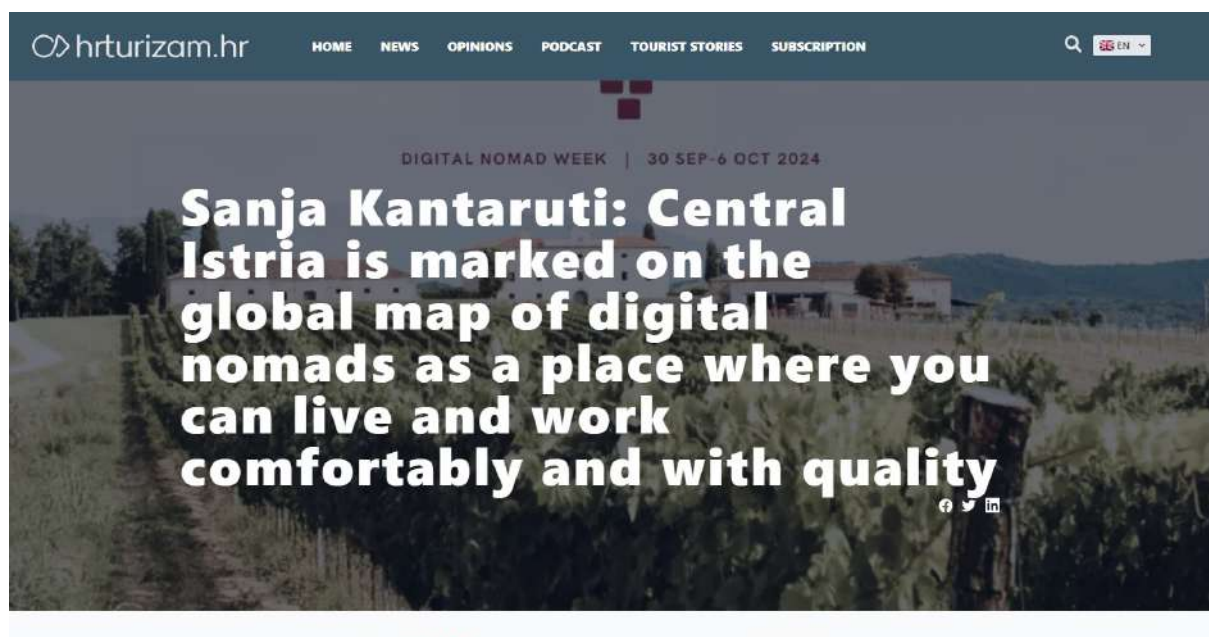 hrturizam.hr HOME NEWS OPINIONS PODCAST TOURIST STORIES SUBSCRIPTION EN
DIGITAL NOMAD WEEK | 30 SEP-6 OCT 2024
Sanja Kantaruti: Central
Istria is marked on the
global map of digital
nomads as a place where you
can live and work
comfortably and with quality